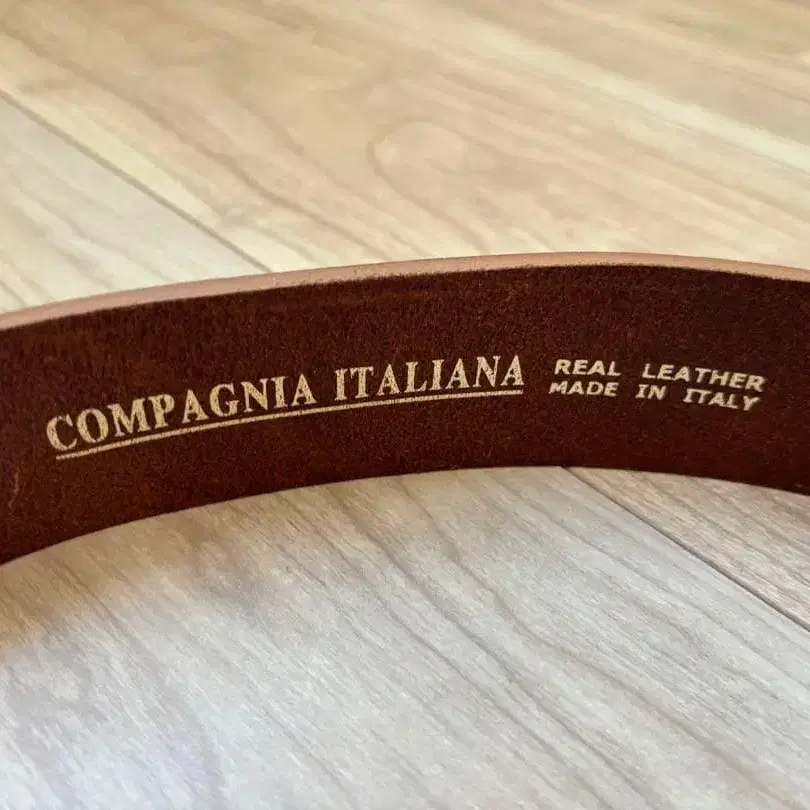 COMPAGNIA ITALIANA
REAL LEATHER
MADE IN ITALY